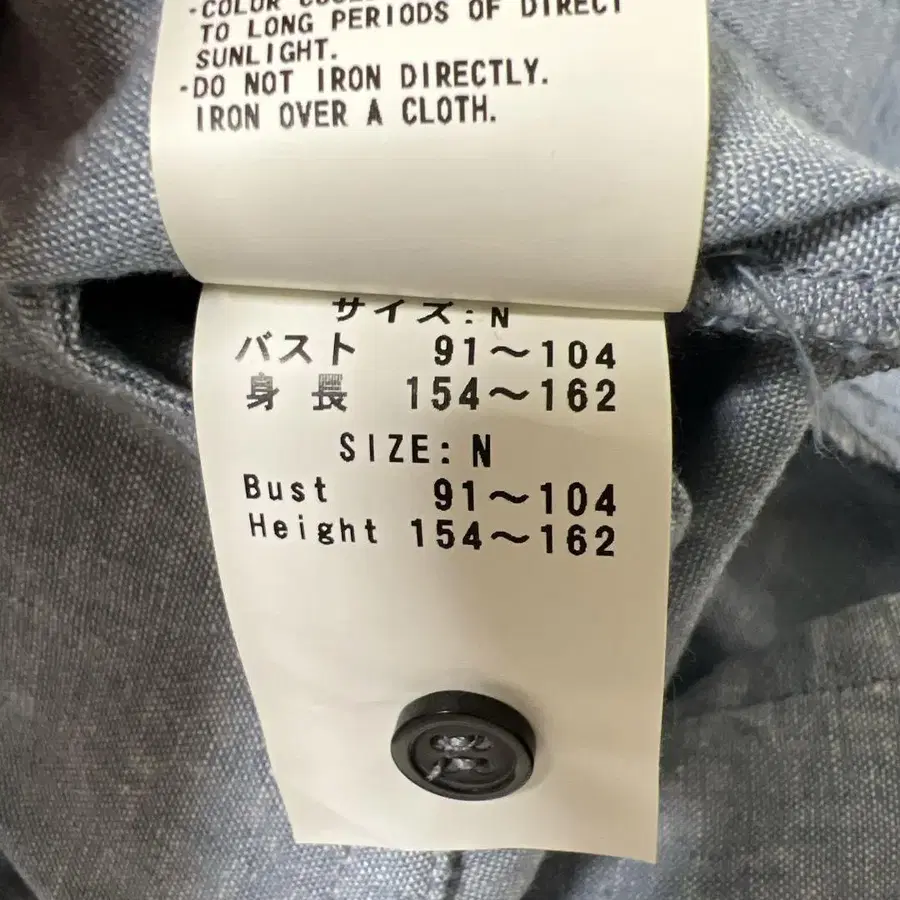 ·COLOR
TO LONG PERIODS OF DIRECT
SUNLIGHT.
·DO NOT IRON DIRECTLY.
IRON OVER A CLOTH.
サイズ:N
バスト 91～104
身長 154～162
SIZE:N
Bust 91～104
Height 154～162